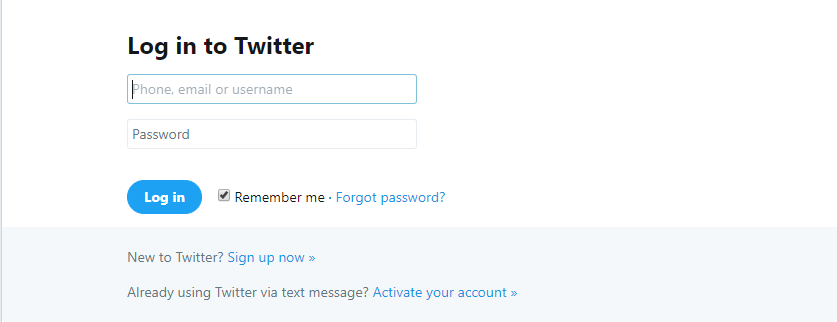 Log in to Twitter
Phone, email or username
Password
Log in Remember me · Forgot password?
New to Twitter? Sign up now »
Already using Twitter via text message? Activate your account »